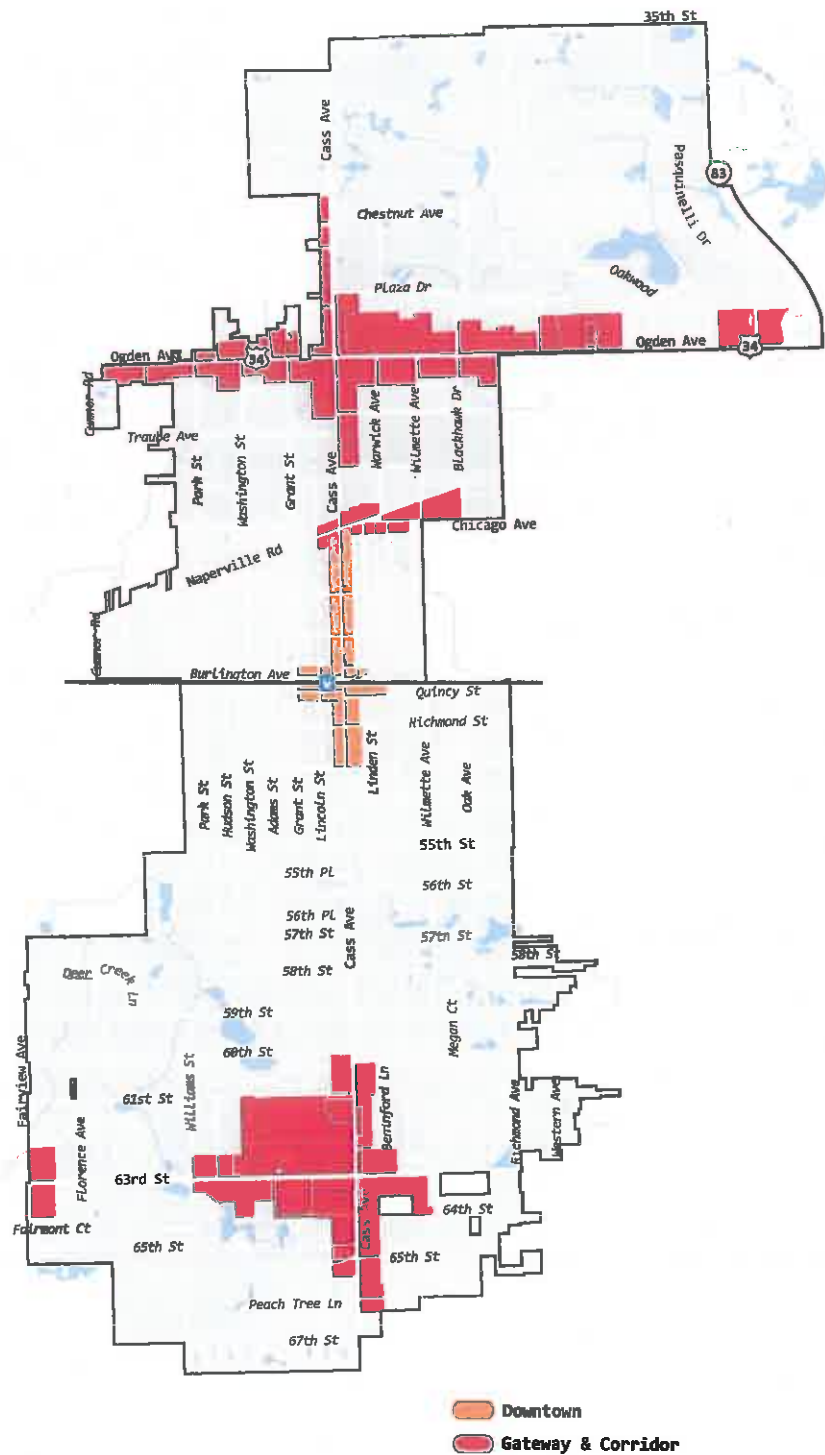 35th St
Cass Ave
83
Pasquinelli Dr
Chestnut Ave
Oakwood
Plaza Dr
Ogden Ave
34
Ogden Ave
34
Cumnor Rd
Traube Ave
Park St
Washington St
Grant St
Cass Ave
Warwick Ave
Wilmette Ave
Blackhawk Dr
Chicago Ave
Naperville Rd
Cumnor Rd
Burlington Ave
Quincy St
Richmond St
Linden St
Park St
Hudson St
Washington St
Adams St
Grant St
Lincoln St
Wilmette Ave
Oak Ave
55th St
55th PL
56th St
56th PL
57th St
Cass Ave
57th St
58th St
58th St
Deer Creek Ln
59th St
60th St
Megan Ct
Fairview Ave
Williams St
61st St
Florence Ave
Berrinford Ln
Richmond Ave
Western Ave
63rd St
64th St
Fairmont Ct
Cass Ave
65th St
65th St
Peach Tree Ln
67th St
Downtown
Gateway & Corridor